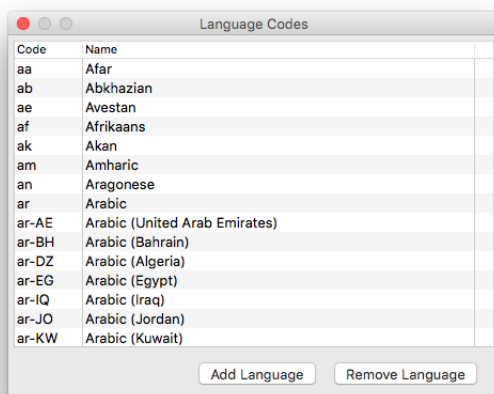 Language Codes
Code Name
aa Afar
ab Abkhazian
ae Avestan
af Afrikaans
ak Akan
am Amharic
an Aragonese
ar Arabic
ar-AE Arabic (United Arab Emirates)
ar-BH Arabic (Bahrain)
ar-DZ Arabic (Algeria)
ar-EG Arabic (Egypt)
ar-IQ Arabic (Iraq)
ar-JO Arabic (Jordan)
ar-KW Arabic (Kuwait)
Add Language Remove Language